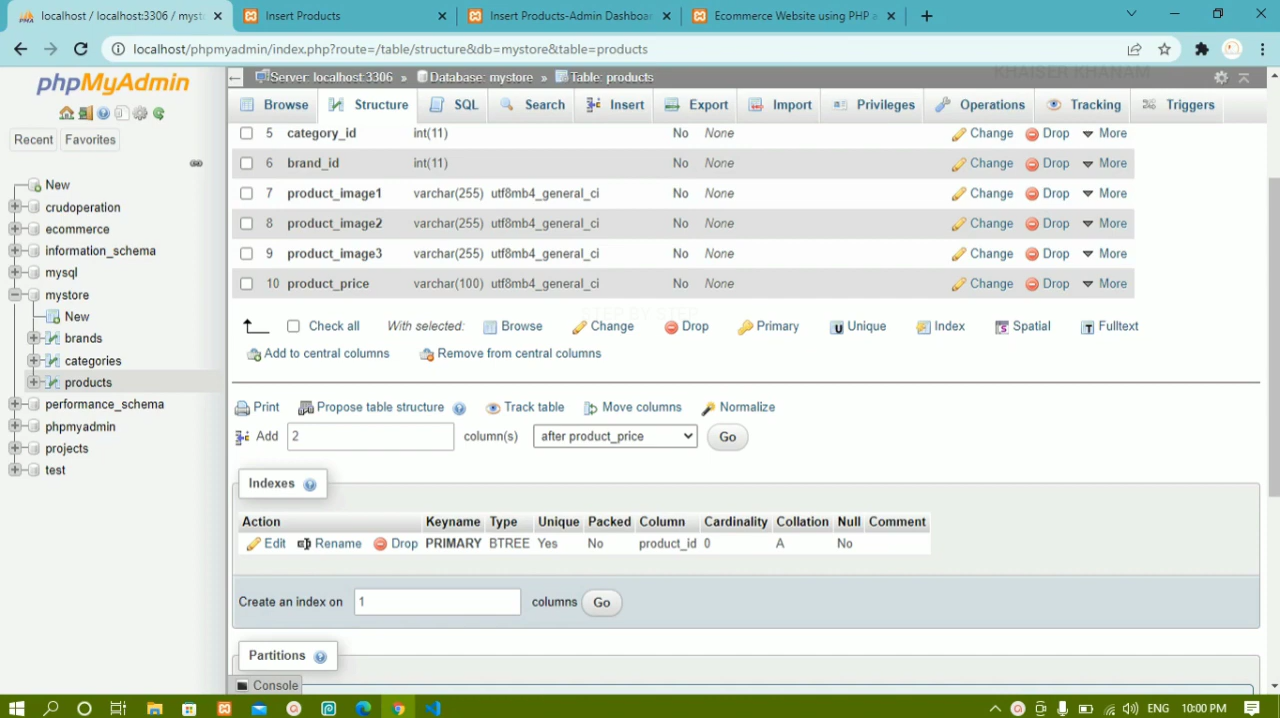 localhost / localhost:3306 / myst
Insert Products
Insert Products-Admin Dashboa
Ecommerce Website using PHP a
localhost/phpmyadmin/index.php?route=/table/structure&db=mystore&table=products
phpMyAdmin
Recent Favorites
New
crudoperation
ecommerce
information_schema
mysql
mystore
New
brands
categories
products
performance_schema
phpmyadmin
projects
test
Server: localhost:3306 » Database: mystore » Table: products
KHAISER KHANAM
Browse Structure SQL Search Insert Export Import Privileges Operations Tracking Triggers
5 category_id int(11) No None Change Drop More
6 brand_id int(11) No None Change Drop More
7 product_image1 varchar(255) utf8mb4_general_ci No None Change Drop More
8 product_image2 varchar(255) utf8mb4_general_ci No None Change Drop More
9 product_image3 varchar(255) utf8mb4_general_ci No None Change Drop More
10 product_price varchar(100) utf8mb4_general_ci No None Change Drop More
STEP BY STEP
Check all With selected: Browse Change Drop Primary Unique Index Spatial Fulltext
Add to central columns Remove from central columns
Print Propose table structure Track table Move columns Normalize
Add 2 column(s) after product_price Go
Indexes
Action Keyname Type Unique Packed Column Cardinality Collation Null Comment
Edit Rename Drop PRIMARY BTREE Yes No product_id 0 A No
Create an index on 1 columns Go
Partitions
Console
ENG 10:00 PM